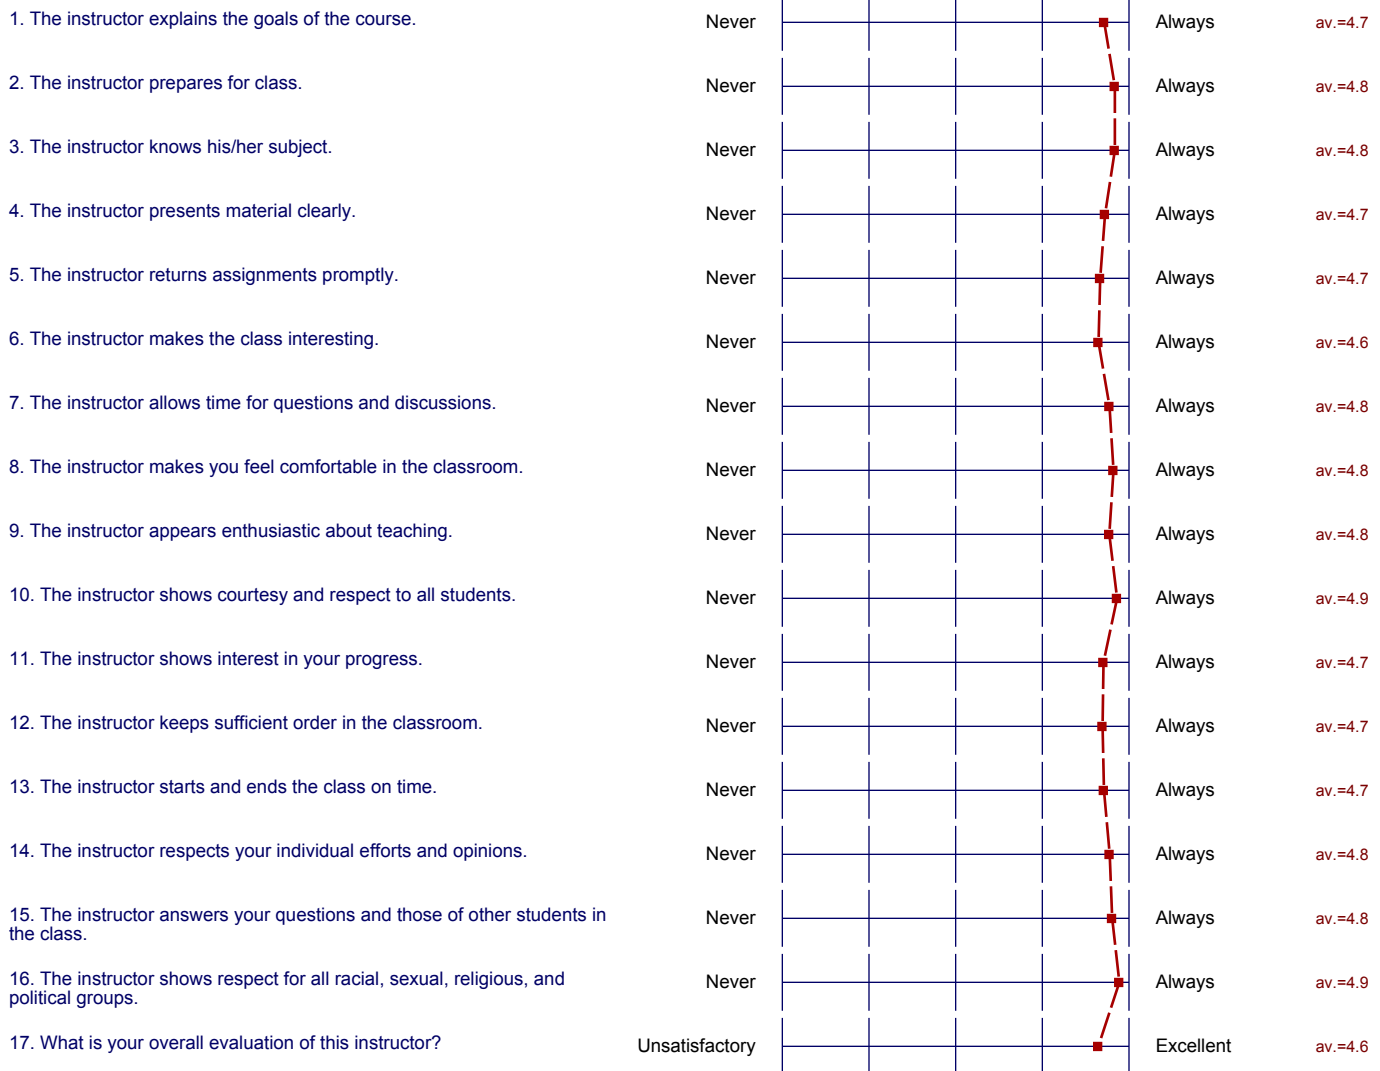 1. The instructor explains the goals of the course. Never Always av.=4.7
2. The instructor prepares for class. Never Always av.=4.8
3. The instructor knows his/her subject. Never Always av.=4.8
4. The instructor presents material clearly. Never Always av.=4.7
5. The instructor returns assignments promptly. Never Always av.=4.7
6. The instructor makes the class interesting. Never Always av.=4.6
7. The instructor allows time for questions and discussions. Never Always av.=4.8
8. The instructor makes you feel comfortable in the classroom. Never Always av.=4.8
9. The instructor appears enthusiastic about teaching. Never Always av.=4.8
10. The instructor shows courtesy and respect to all students. Never Always av.=4.9
11. The instructor shows interest in your progress. Never Always av.=4.7
12. The instructor keeps sufficient order in the classroom. Never Always av.=4.7
13. The instructor starts and ends the class on time. Never Always av.=4.7
14. The instructor respects your individual efforts and opinions. Never Always av.=4.8
15. The instructor answers your questions and those of other students in
the class. Never Always av.=4.8
16. The instructor shows respect for all racial, sexual, religious, and
political groups. Never Always av.=4.9
17. What is your overall evaluation of this instructor? Unsatisfactory Excellent av.=4.6